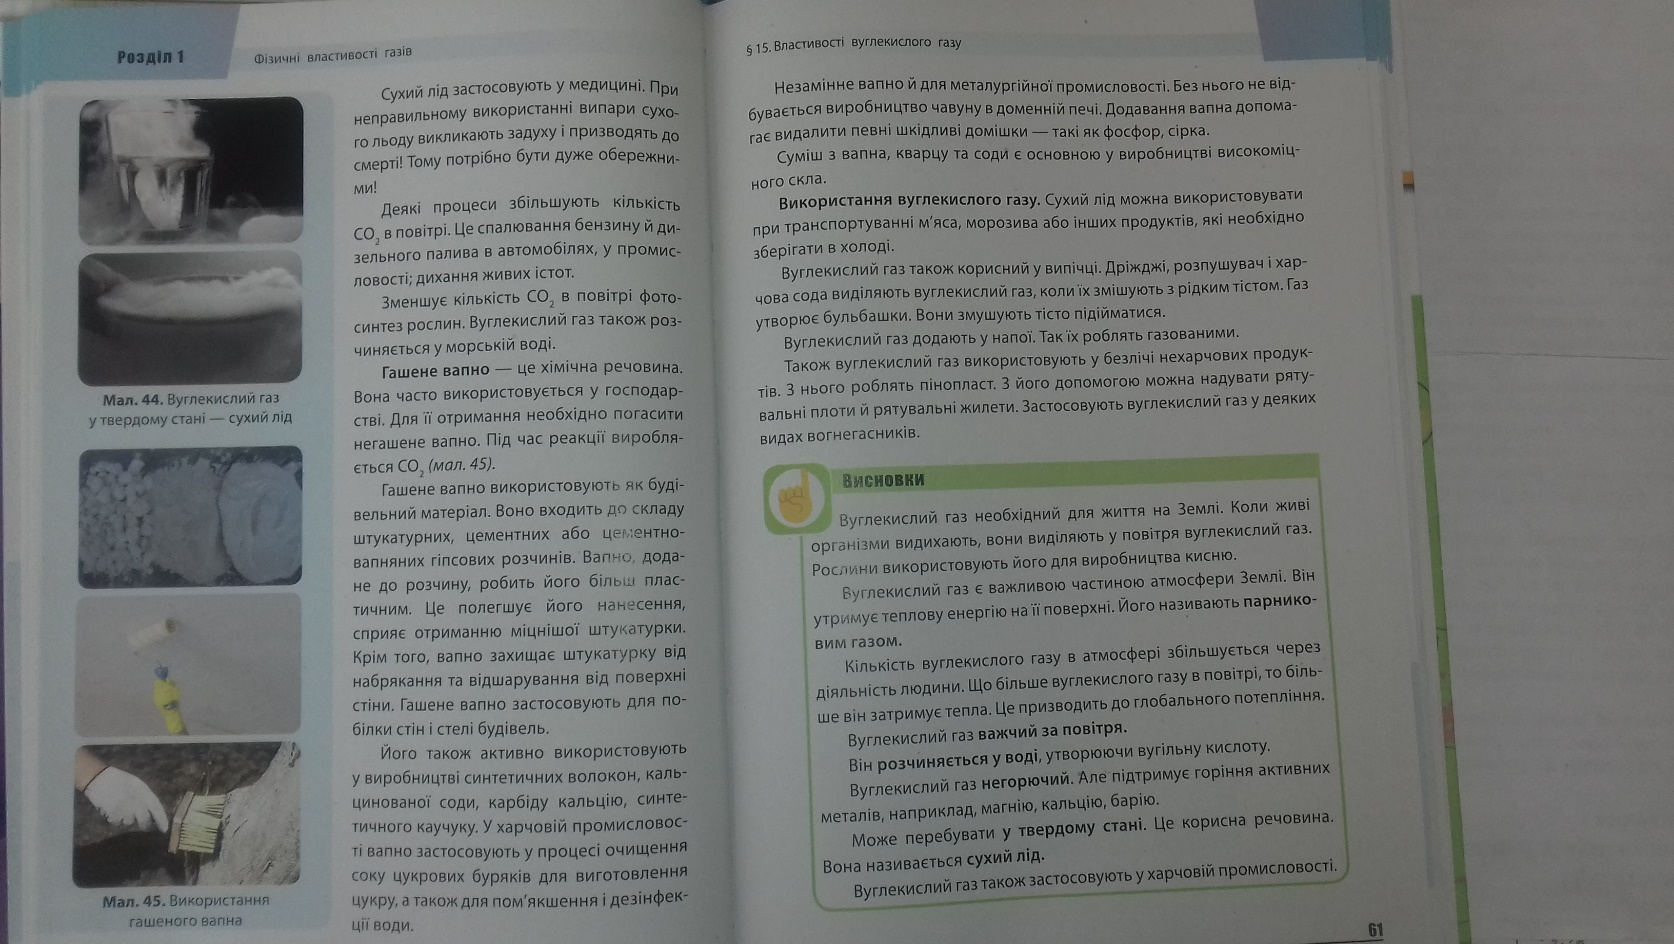 Розділ 1
Фізичні властивості газів
Мал. 44. Вуглекислий газ
у твердому стані — сухий лід
Мал. 45. Використання
гашеного вапна
Сухий лід застосовують у медицині. При
неправильному використанні випари сухо-
го льоду викликають задуху і призводять до
смерті! Тому потрібно бути дуже обережни-
ми!
Деякі процеси збільшують кількість
CO2 в повітрі. Це спалювання бензину й ди-
зельного палива в автомобілях, у промис-
ловості; дихання живих істот.
Зменшує кількість CO2 в повітрі фото-
синтез рослин. Вуглекислий газ також роз-
чиняється у морській воді.
Гашене вапно — це хімічна речовина.
Вона часто використовується у господар-
стві. Для її отримання необхідно погасити
негашене вапно. Під час реакції виробля-
ється CO2 (мал. 45).
Гашене вапно використовують як буді-
вельний матеріал. Воно входить до складу
штукатурних, цементних або цементно-
вапняних гіпсових розчинів. Вапно, дода-
не до розчину, робить його більш плас-
тичним. Це полегшує його нанесення,
сприяє отриманню міцнішої штукатурки.
Крім того, вапно захищає штукатурку від
набрякання та відшарування від поверхні
стіни. Гашене вапно застосовують для по-
білки стін і стелі будівель.
Його також активно використовують
у виробництві синтетичних волокон, каль-
цинованої соди, карбіду кальцію, синте-
тичного каучуку. У харчовій промисловос-
ті вапно застосовують у процесі очищення
соку цукрових буряків для виготовлення
цукру, а також для пом’якшення і дезінфек-
ції води.
§ 15. Властивості вуглекислого газу
Незамінне вапно й для металургійної промисловості. Без нього не від-
бувається виробництво чавуну в доменній печі. Додавання вапна допома-
гає видалити певні шкідливі домішки — такі як фосфор, сірка.
Суміш з вапна, кварцу та соди є основною у виробництві високоміц-
ного скла.
Використання вуглекислого газу. Сухий лід можна використовувати
при транспортуванні м’яса, морозива або інших продуктів, які необхідно
зберігати в холоді.
Вуглекислий газ також корисний у випічці. Дріжджі, розпушувач і хар-
чова сода виділяють вуглекислий газ, коли їх змішують з рідким тістом. Газ
утворює бульбашки. Вони змушують тісто підійматися.
Вуглекислий газ додають у напої. Так їх роблять газованими.
Також вуглекислий газ використовують у безлічі нехарчових продук-
тів. З нього роблять пінопласт. З його допомогою можна надувати ряту-
вальні плоти й рятувальні жилети. Застосовують вуглекислий газ у деяких
видах вогнегасників.
Висновки
Вуглекислий газ необхідний для життя на Землі. Коли живі
організми видихають, вони виділяють у повітря вуглекислий газ.
Рослини використовують його для виробництва кисню.
Вуглекислий газ є важливою частиною атмосфери Землі. Він
утримує теплову енергію на її поверхні. Його називають парнико-
вим газом.
Кількість вуглекислого газу в атмосфері збільшується через
діяльність людини. Що більше вуглекислого газу в повітрі, то біль-
ше він затримує тепла. Це призводить до глобального потепління.
Вуглекислий газ важчий за повітря.
Він розчиняється у воді, утворюючи вугільну кислоту.
Вуглекислий газ негорючий. Але підтримує горіння активних
металів, наприклад, магнію, кальцію, барію.
Може перебувати у твердому стані. Це корисна речовина.
Вона називається сухий лід.
Вуглекислий газ також застосовують у харчовій промисловості.
61